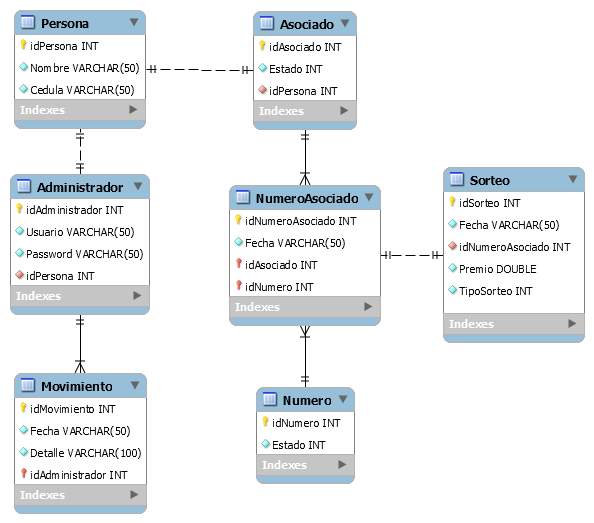 Persona
idPersona INT
Nombre VARCHAR(50)
Cedula VARCHAR(50)
Indexes
Asociado
idAsociado INT
Estado INT
idPersona INT
Indexes
Administrador
idAdministrador INT
Usuario VARCHAR(50)
Password VARCHAR(50)
idPersona INT
Indexes
NumeroAsociado
idNumeroAsociado INT
Fecha VARCHAR(50)
idAsociado INT
idNumero INT
Indexes
Sorteo
idSorteo INT
Fecha VARCHAR(50)
idNumeroAsociado INT
Premio DOUBLE
TipoSorteo INT
Indexes
Movimiento
idMovimiento INT
Fecha VARCHAR(50)
Detalle VARCHAR(100)
idAdministrador INT
Indexes
Numero
idNumero INT
Estado INT
Indexes